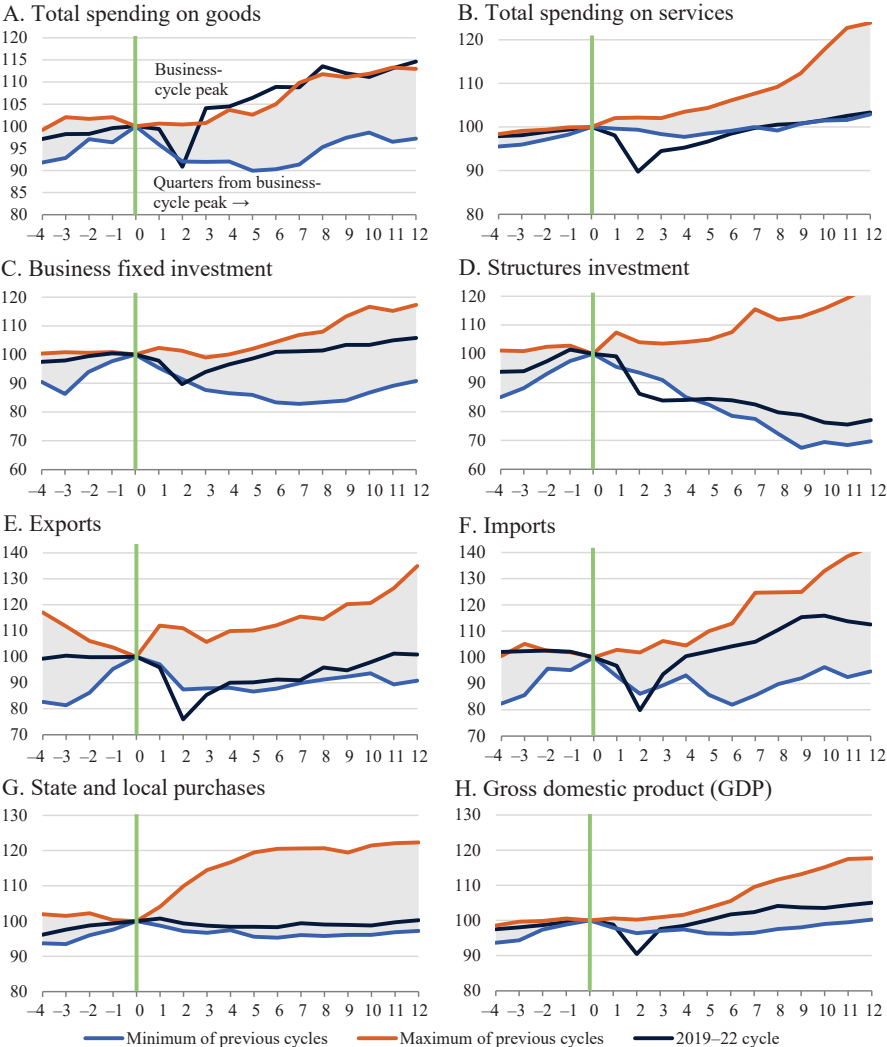 A. Total spending on goods
120
115
110
105
100
95
90
85
80
Business-
cycle peak
Quarters from business-
cycle peak →
–4 –3 –2 –1 0 1 2 3 4 5 6 7 8 9 10 11 12
B. Total spending on services
120
100
80
–4 –3 –2 –1 0 1 2 3 4 5 6 7 8 9 10 11 12
C. Business fixed investment
120
110
100
90
80
70
60
–4 –3 –2 –1 0 1 2 3 4 5 6 7 8 9 10 11 12
D. Structures investment
120
110
100
90
80
70
60
–4 –3 –2 –1 0 1 2 3 4 5 6 7 8 9 10 11 12
E. Exports
140
130
120
110
100
90
80
70
–4 –3 –2 –1 0 1 2 3 4 5 6 7 8 9 10 11 12
F. Imports
140
130
120
110
100
90
80
70
–4 –3 –2 –1 0 1 2 3 4 5 6 7 8 9 10 11 12
G. State and local purchases
130
120
110
100
90
80
–4 –3 –2 –1 0 1 2 3 4 5 6 7 8 9 10 11 12
H. Gross domestic product (GDP)
130
120
110
100
90
80
–4 –3 –2 –1 0 1 2 3 4 5 6 7 8 9 10 11 12
Minimum of previous cycles Maximum of previous cycles 2019–22 cycle